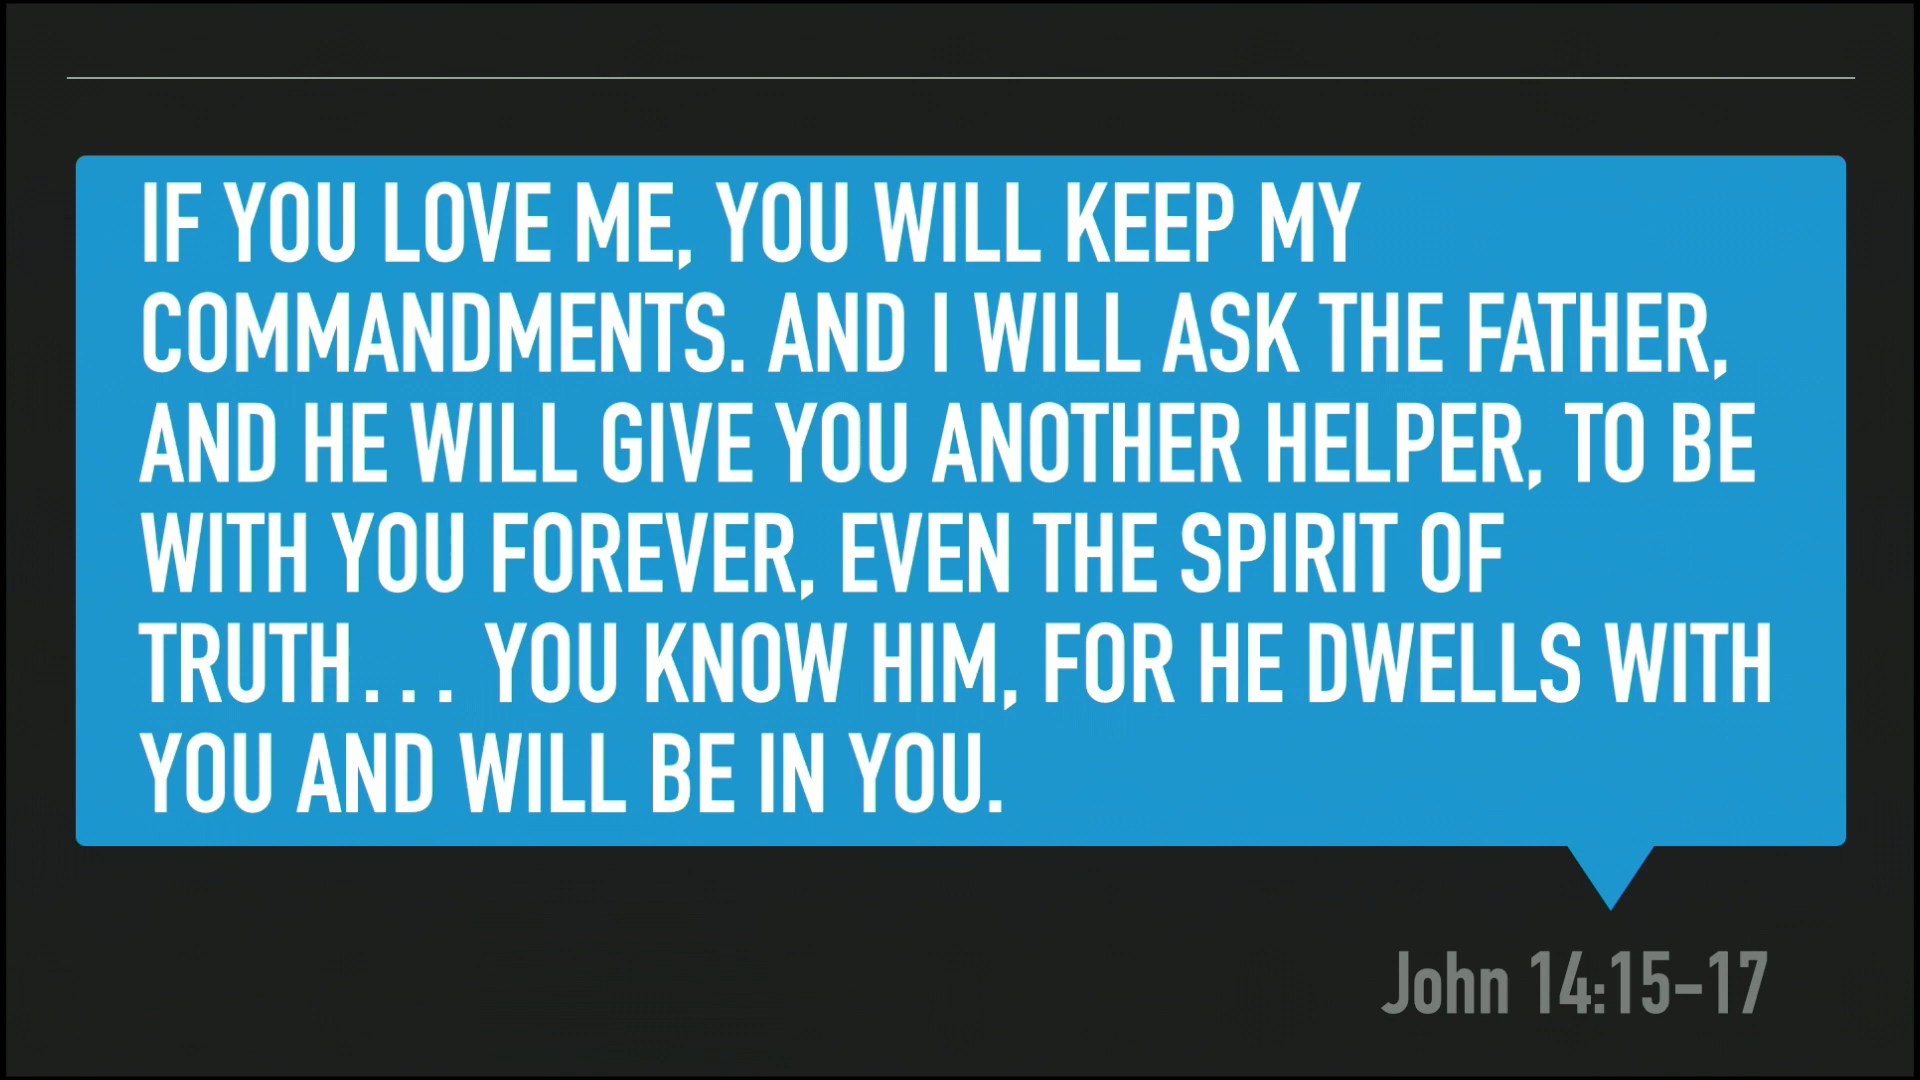 IF YOU LOVE ME, YOU WILL KEEP MY
COMMANDMENTS. AND I WILL ASK THE FATHER,
AND HE WILL GIVE YOU ANOTHER HELPER, TO BE
WITH YOU FOREVER, EVEN THE SPIRIT OF
TRUTH... YOU KNOW HIM, FOR HE DWELLS WITH
YOU AND WILL BE IN YOU.
John 14:15-17